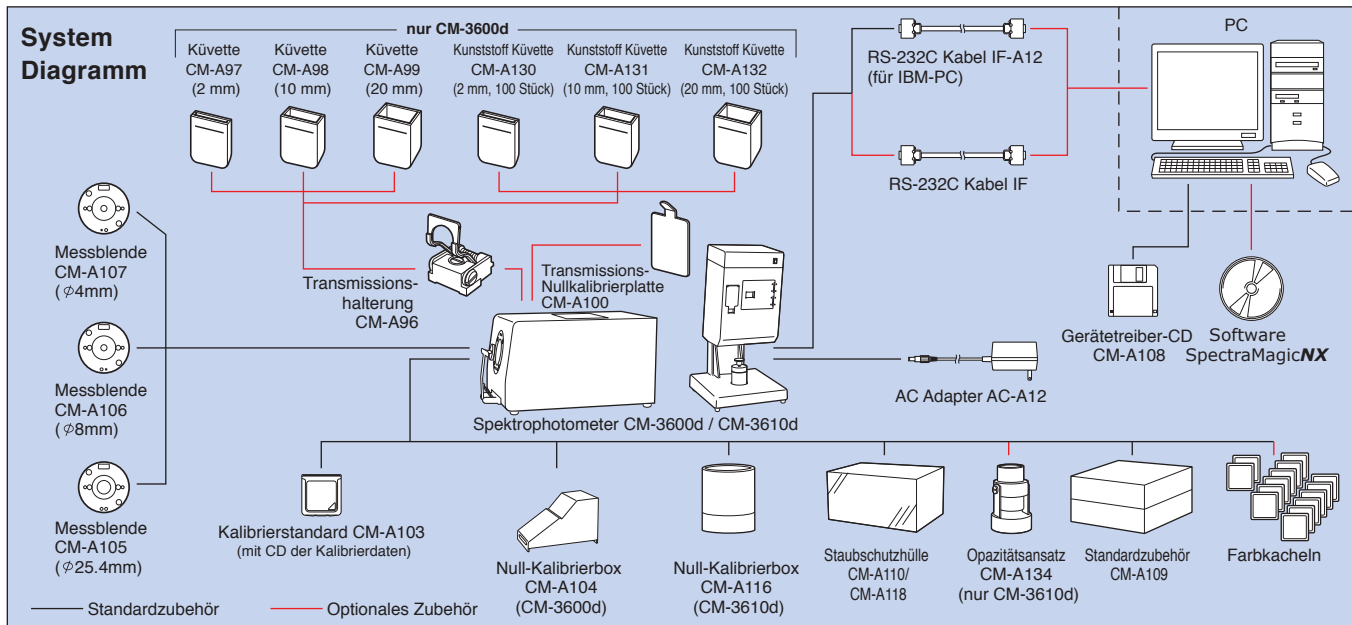 System
Diagramm
nur CM-3600d
Küvette
CM-A97
(2 mm)
Küvette
CM-A98
(10 mm)
Küvette
CM-A99
(20 mm)
Kunststoff Küvette
CM-A130
(2 mm, 100 Stück)
Kunststoff Küvette
CM-A131
(10 mm, 100 Stück)
Kunststoff Küvette
CM-A132
(20 mm, 100 Stück)
RS-232C Kabel IF-A12
(für IBM-PC)
RS-232C Kabel IF
PC
Messblende
CM-A107
(φ4mm)
Messblende
CM-A106
(φ8mm)
Messblende
CM-A105
(φ25.4mm)
Transmissions-
halterung
CM-A96
Transmissions-
Nullkalibrierplatte
CM-A100
Gerätetreiber-CD
CM-A108
Software
SpectraMagicNX
AC Adapter AC-A12
Spektrophotometer CM-3600d / CM-3610d
Kalibrierstandard CM-A103
(mit CD der Kalibrierdaten)
Null-Kalibrierbox
CM-A104
(CM-3600d)
Null-Kalibrierbox
CM-A116
(CM-3610d)
Staubschutzhülle
CM-A110/
CM-A118
Opazitätsansatz
CM-A134
(nur CM-3610d)
Standardzubehör
CM-A109
Farbkacheln
Standardzubehör
Optionales Zubehör